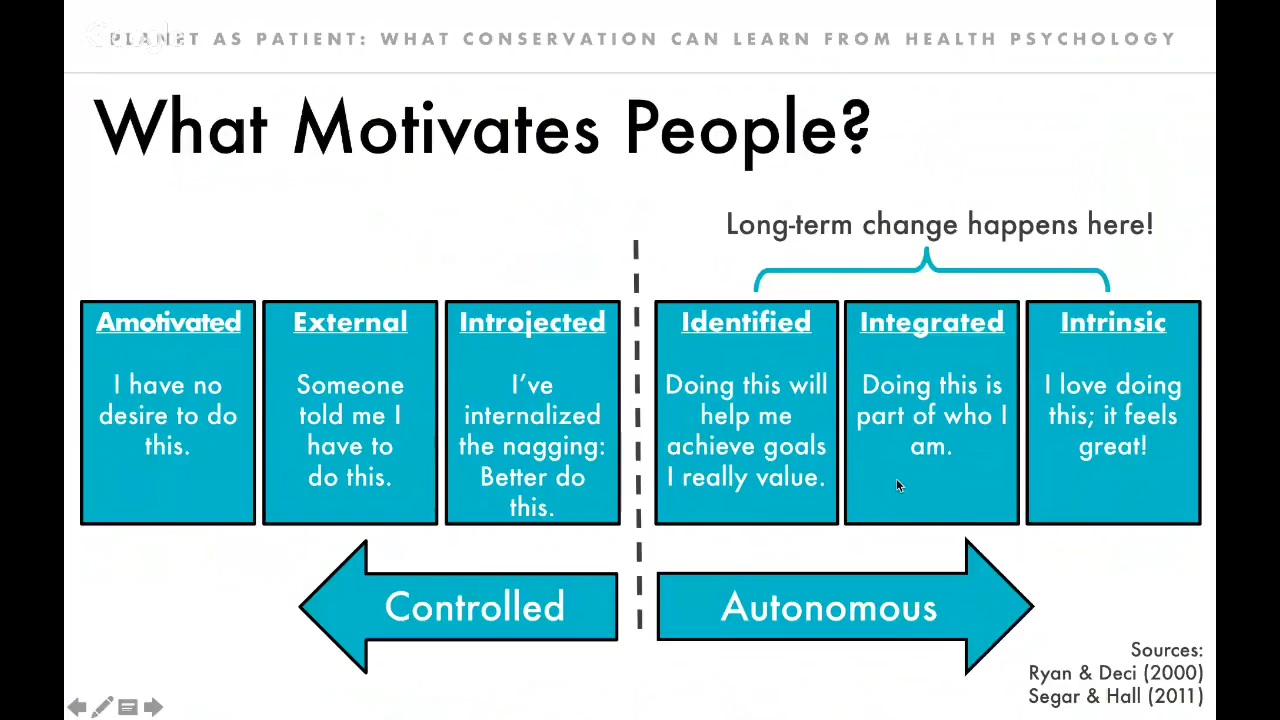 PLANET AS PATIENT: WHAT CONSERVATION CAN LEARN FROM HEALTH PSYCHOLOGY
Google
What Motivates People?
Long-term change happens here!
Amotivated
I have no
desire to do
this.
External
Someone
told me I
have to
do this.
Introjected
I've
internalized
the nagging:
Better do
this.
Identified
Doing this will
help me
achieve goals
I really value.
Integrated
Doing this is
part of who I
am.
Intrinsic
I love doing
this; it feels
great!
Controlled
Autonomous
Sources:
Ryan & Deci (2000)
Segar & Hall (2011)